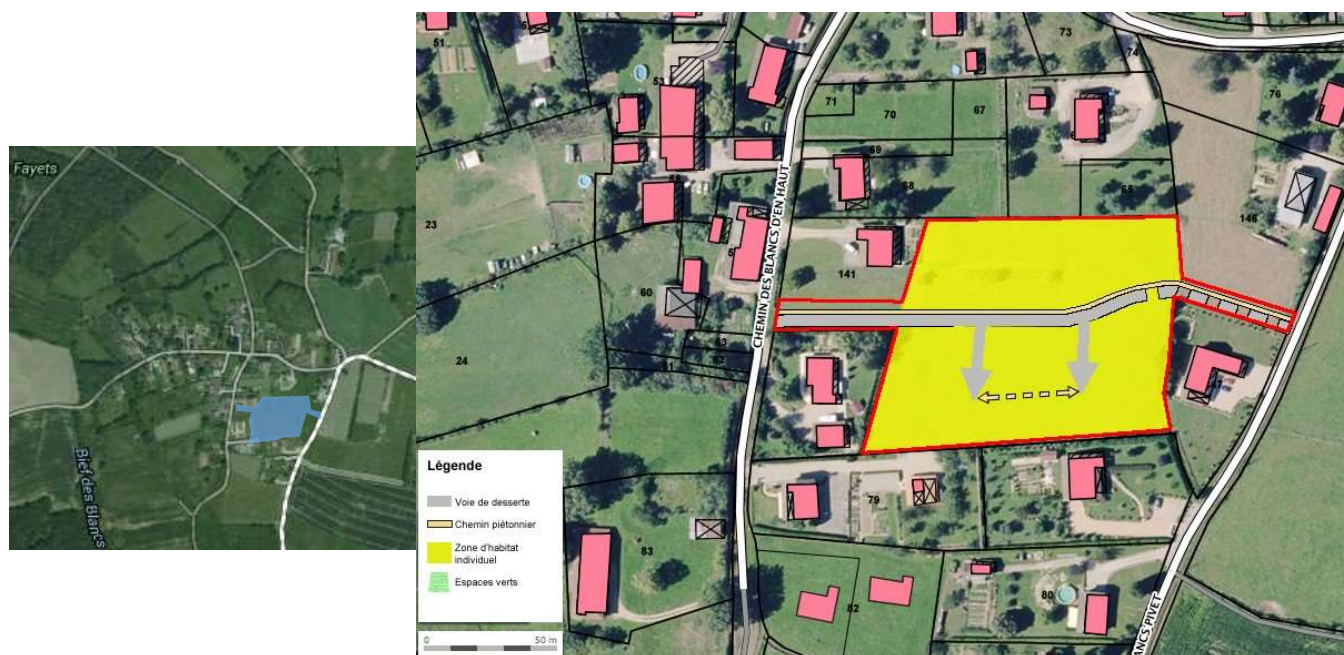 Fayets
Bief des Blancs
51
53
73
74
76
71
70
67
69
68
65
146
23
60
141
24
63
62
61
CHEMIN DES BLANCS D'EN HAUT
79
83
82
80
ANCS PIVET
Légende
Voie de desserte
Chemin piétonnier
Zone d'habitat
individuel
Espaces verts
0 50 m